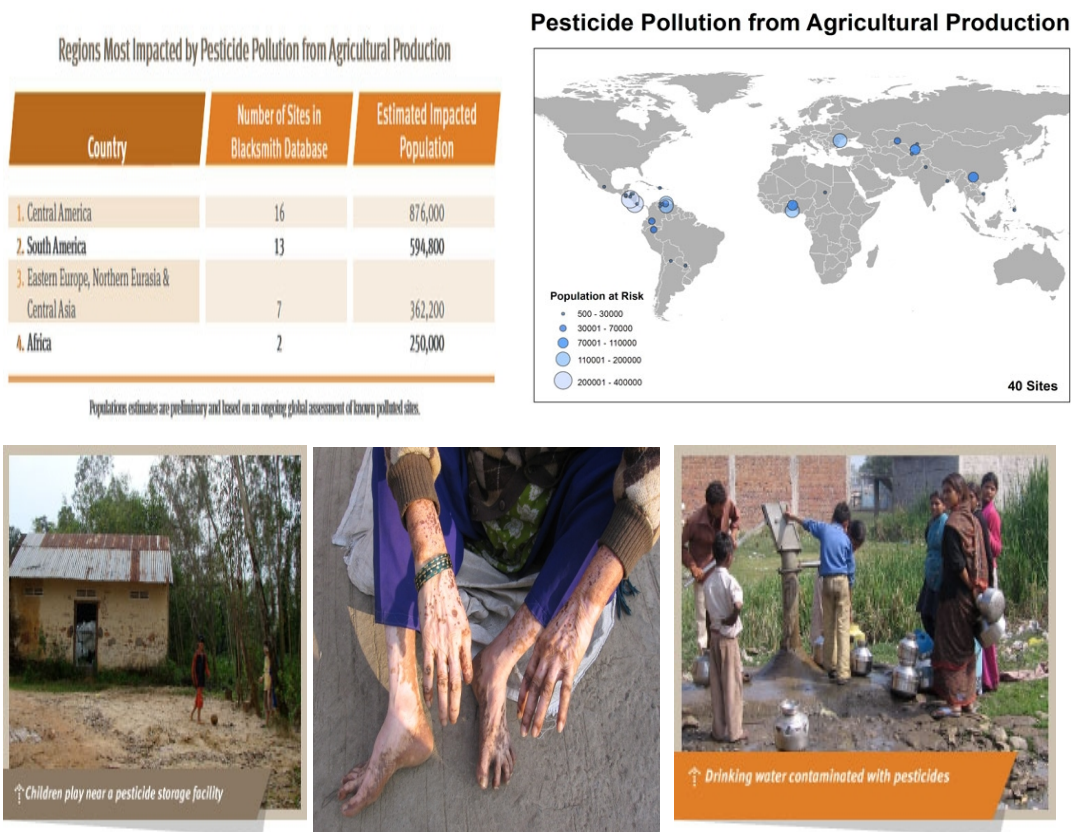 Regions Most Impacted by Pesticide Pollution from Agricultural Production
Country
Number of Sites in
Blacksmith Database
Estimated Impacted
Population
1. Central America 16 876,000
2. South America 13 594,800
3. Eastern Europe, Northern Eurasia &
Central Asia 7 362,200
4. Africa 2 250,000
Populations estimates are preliminary and based on an ongoing global assessment of known polluted sites.
Pesticide Pollution from Agricultural Production
Population at Risk
500 - 30000
30001 - 70000
70001 - 110000
110001 - 200000
200001 - 400000
40 Sites
Children play near a pesticide storage facility
Drinking water contaminated with pesticides